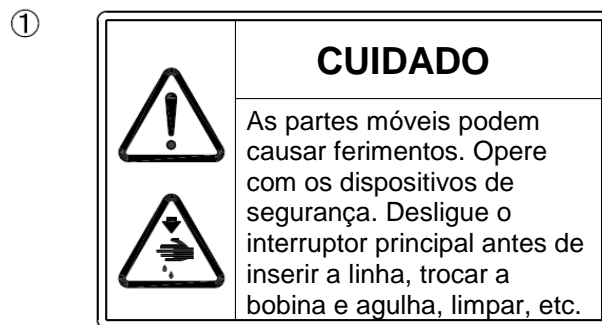 ①
CUIDADO
As partes móveis podem
causar ferimentos. Opere
com os dispositivos de
segurança. Desligue o
interruptor principal antes de
inserir a linha, trocar a
bobina e agulha, limpar, etc.